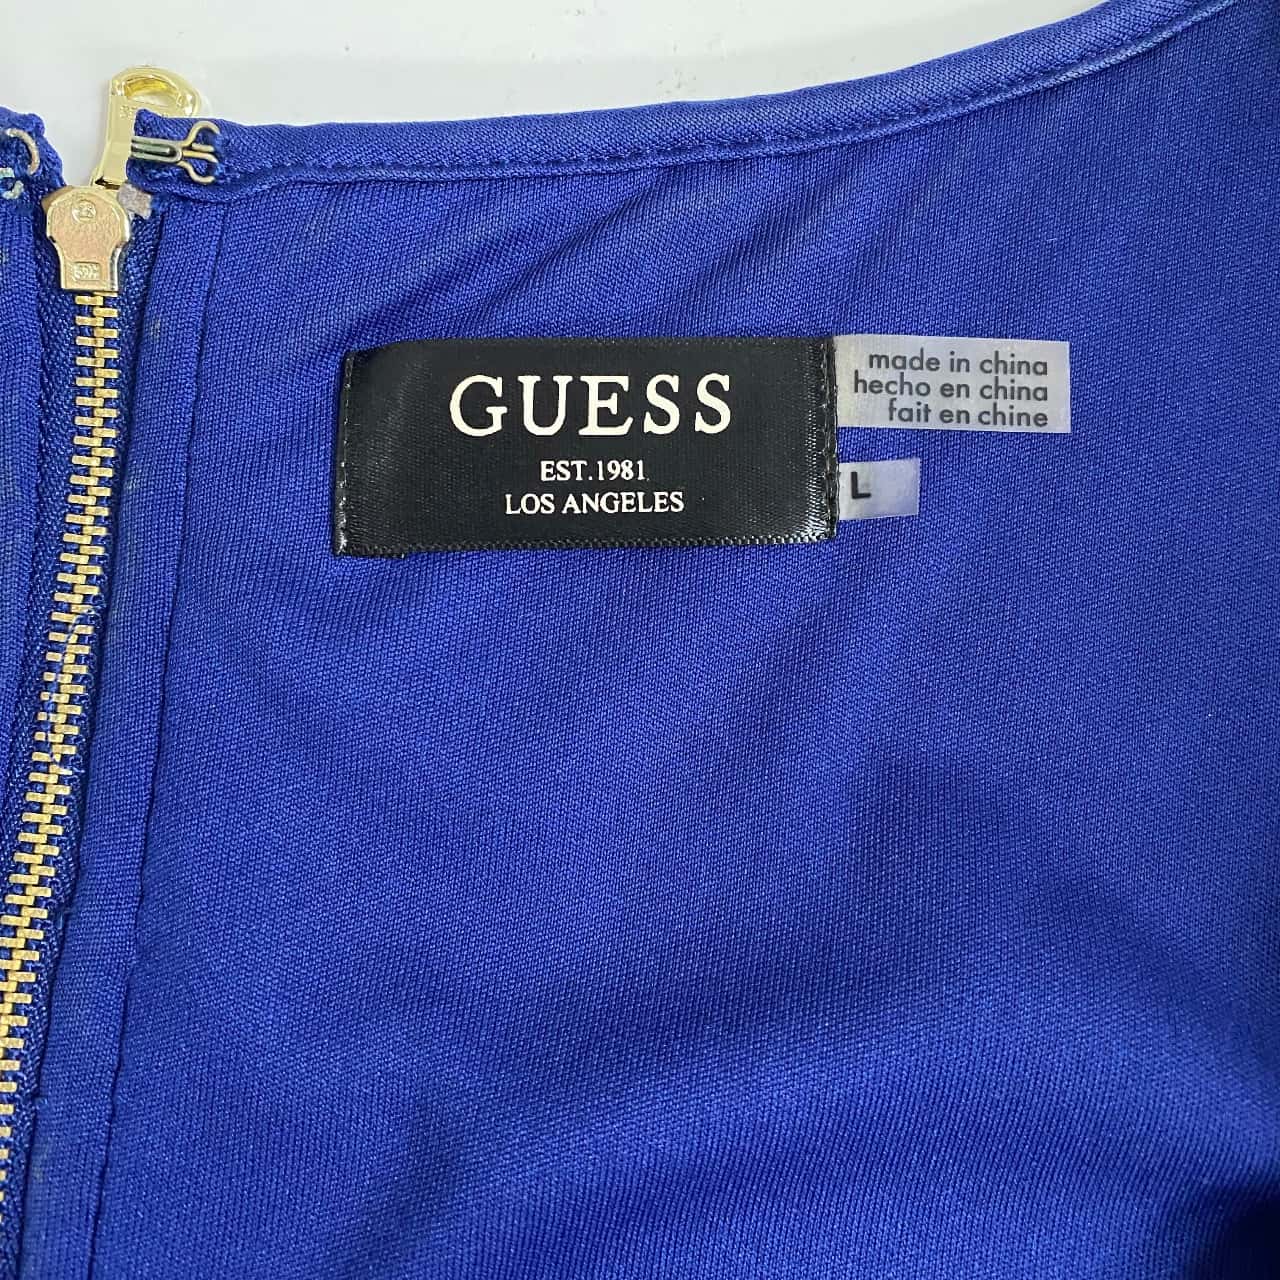 GUESS
EST.1981
LOS ANGELES
made in china
hecho en china
fait en chine
L